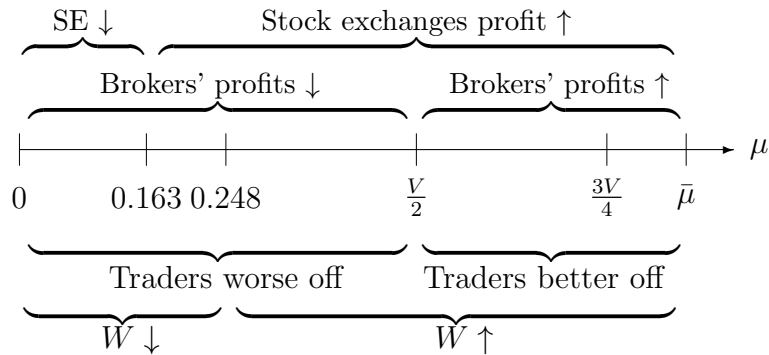 SE ↓ Stock exchanges profit ↑
Brokers' profits ↓ Brokers' profits ↑
μ
0 0.163 0.248 V/2 3V/4 μ̄
Traders worse off Traders better off
W ↓ W ↑